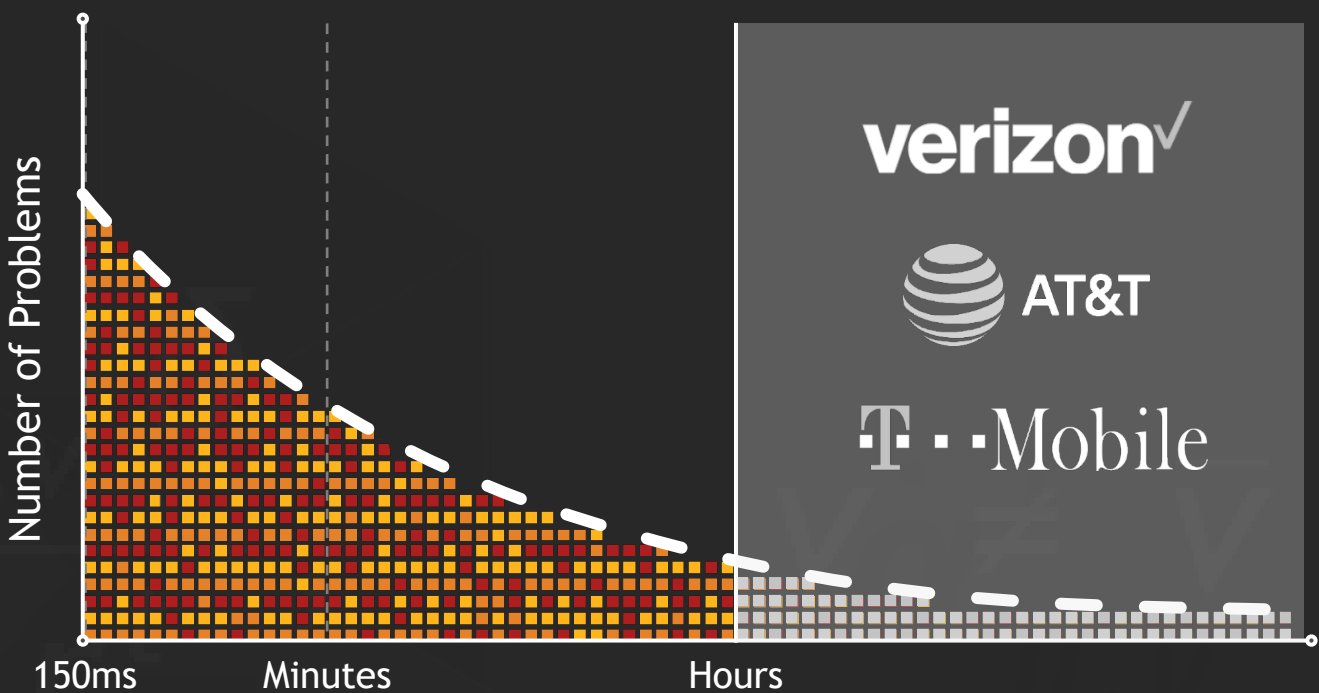 Number of Problems
verizon
AT&T
T··Mobile
150ms
Minutes
Hours